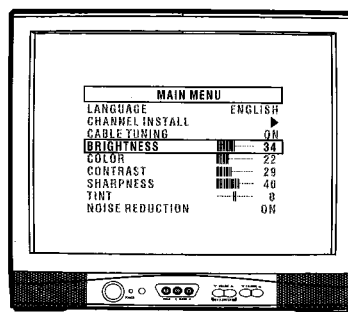 MAIN MENU
LANGUAGE ENGLISH
CHANNEL INSTALL
CABLE TUNING ON
BRIGHTNESS 34
COLOR 22
CONTRAST 29
SHARPNESS 40
TINT 0
NOISE REDUCTION ON